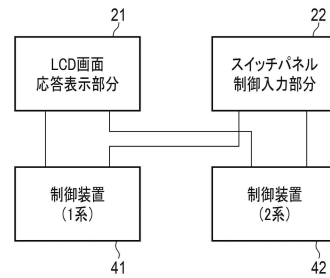 21
22
LCD画面
応答表示部分
スイッチパネル
制御入力部分
制御装置
(1系)
制御装置
(2系)
41
42